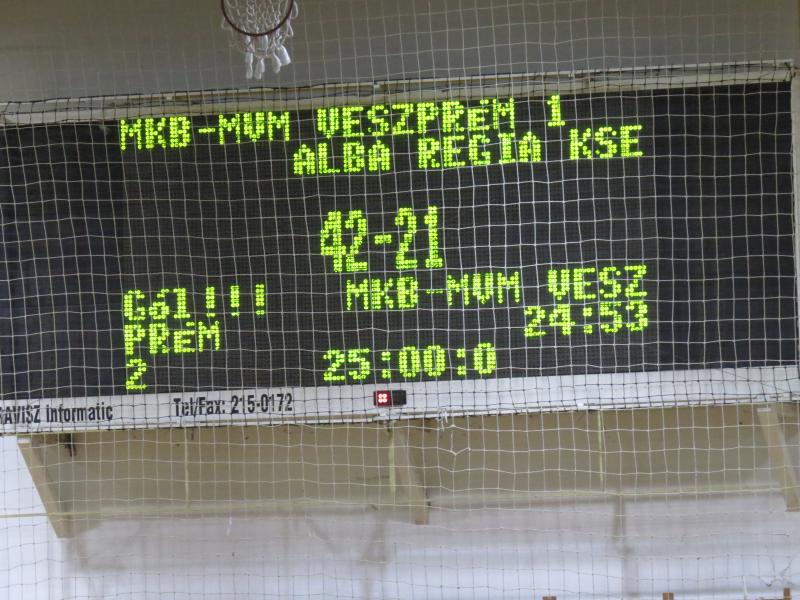 MKB-MVM VESZPRÉM 1
ALBA REGIA KSE
42-21
Gól!!! MKB-MVM VESZ
PRÉM 24:53
2 25:00:0
AVISZ informatic Tel/Fax: 215-0172